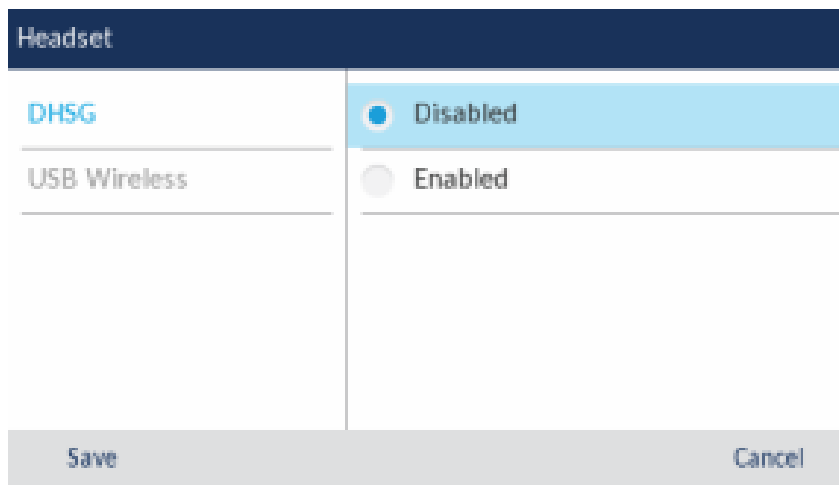 Headset
DHSG
Disabled
USB Wireless
Enabled
Save
Cancel